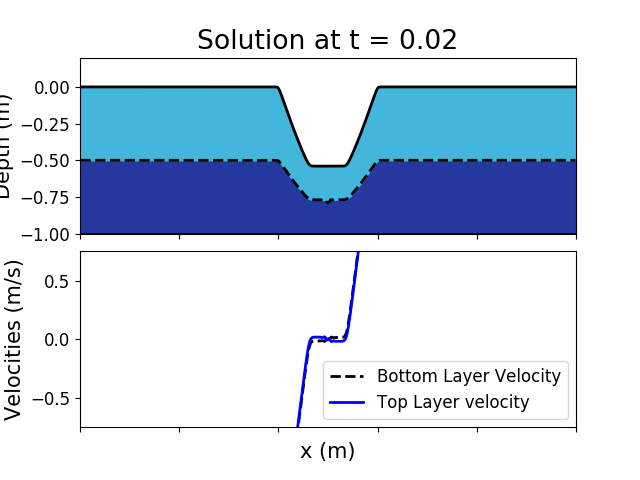 Solution at t = 0.02
0.00
−0.25
−0.50
−0.75
−1.00
Depth (m)
0.5
0.0
−0.5
Velocities (m/s)
Bottom Layer Velocity
Top Layer velocity
x (m)